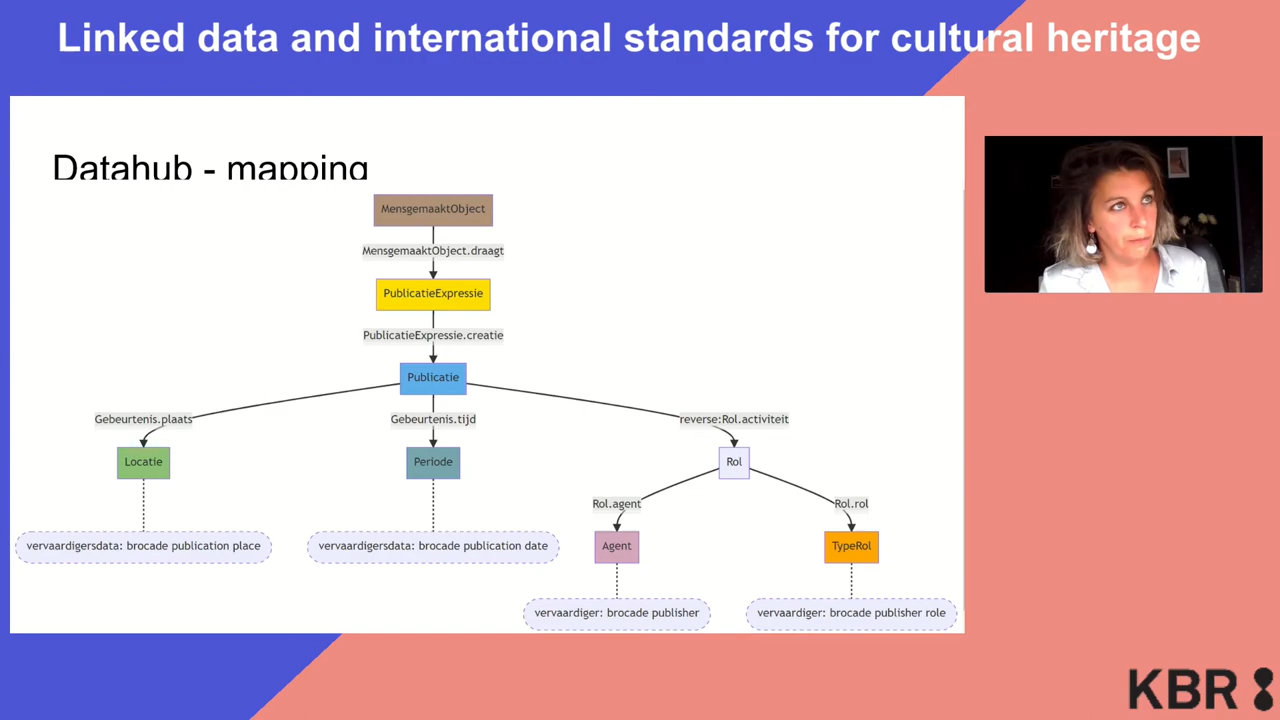 Linked data and international standards for cultural heritage
Datahub - mapping
MensgemaaktObject
MensgemaaktObject.draagt
PublicatieExpressie
PublicatieExpressie.creatie
Publicatie
Gebeurtenis.plaats
Gebeurtenis.tijd
reverse:Rol.activiteit
Locatie
Periode
Rol
Rol.agent
Rol.rol
vervaardigersdata: brocade publication place
vervaardigersdata: brocade publication date
Agent
TypeRol
vervaardiger: brocade publisher
vervaardiger: brocade publisher role
KBR